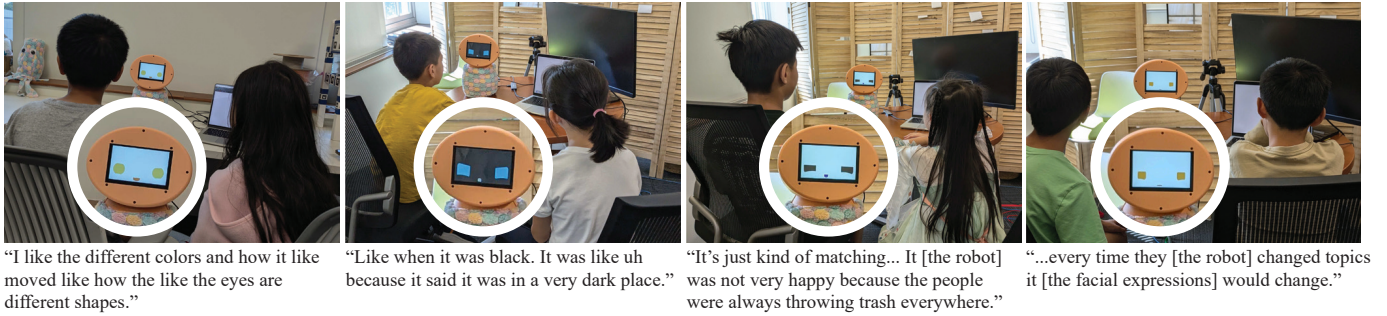 “I like the different colors and how it like
moved like how the like the eyes are
different shapes.”
“Like when it was black. It was like uh
because it said it was in a very dark place.”
“It’s just kind of matching... It [the robot]
was not very happy because the people
were always throwing trash everywhere.”
“...every time they [the robot] changed topics
it [the facial expressions] would change.”